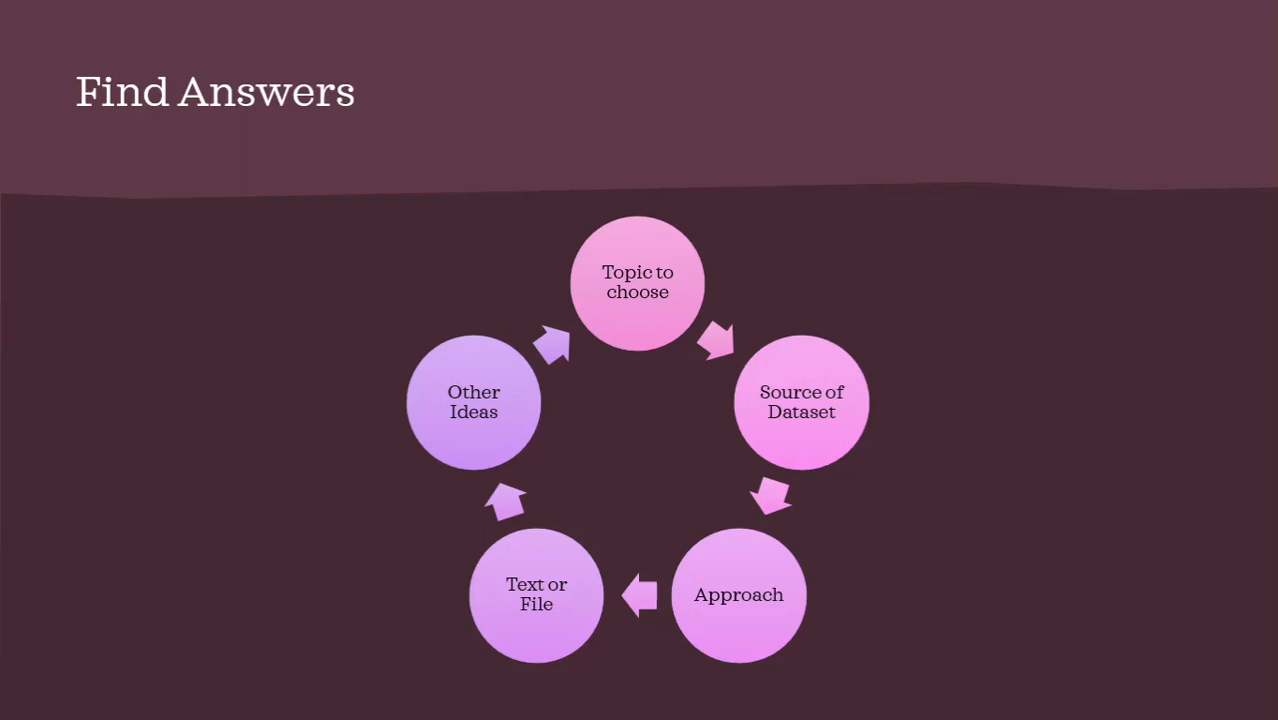 Find Answers
Topic to
choose
Source of
Dataset
Approach
Text or
File
Other
Ideas